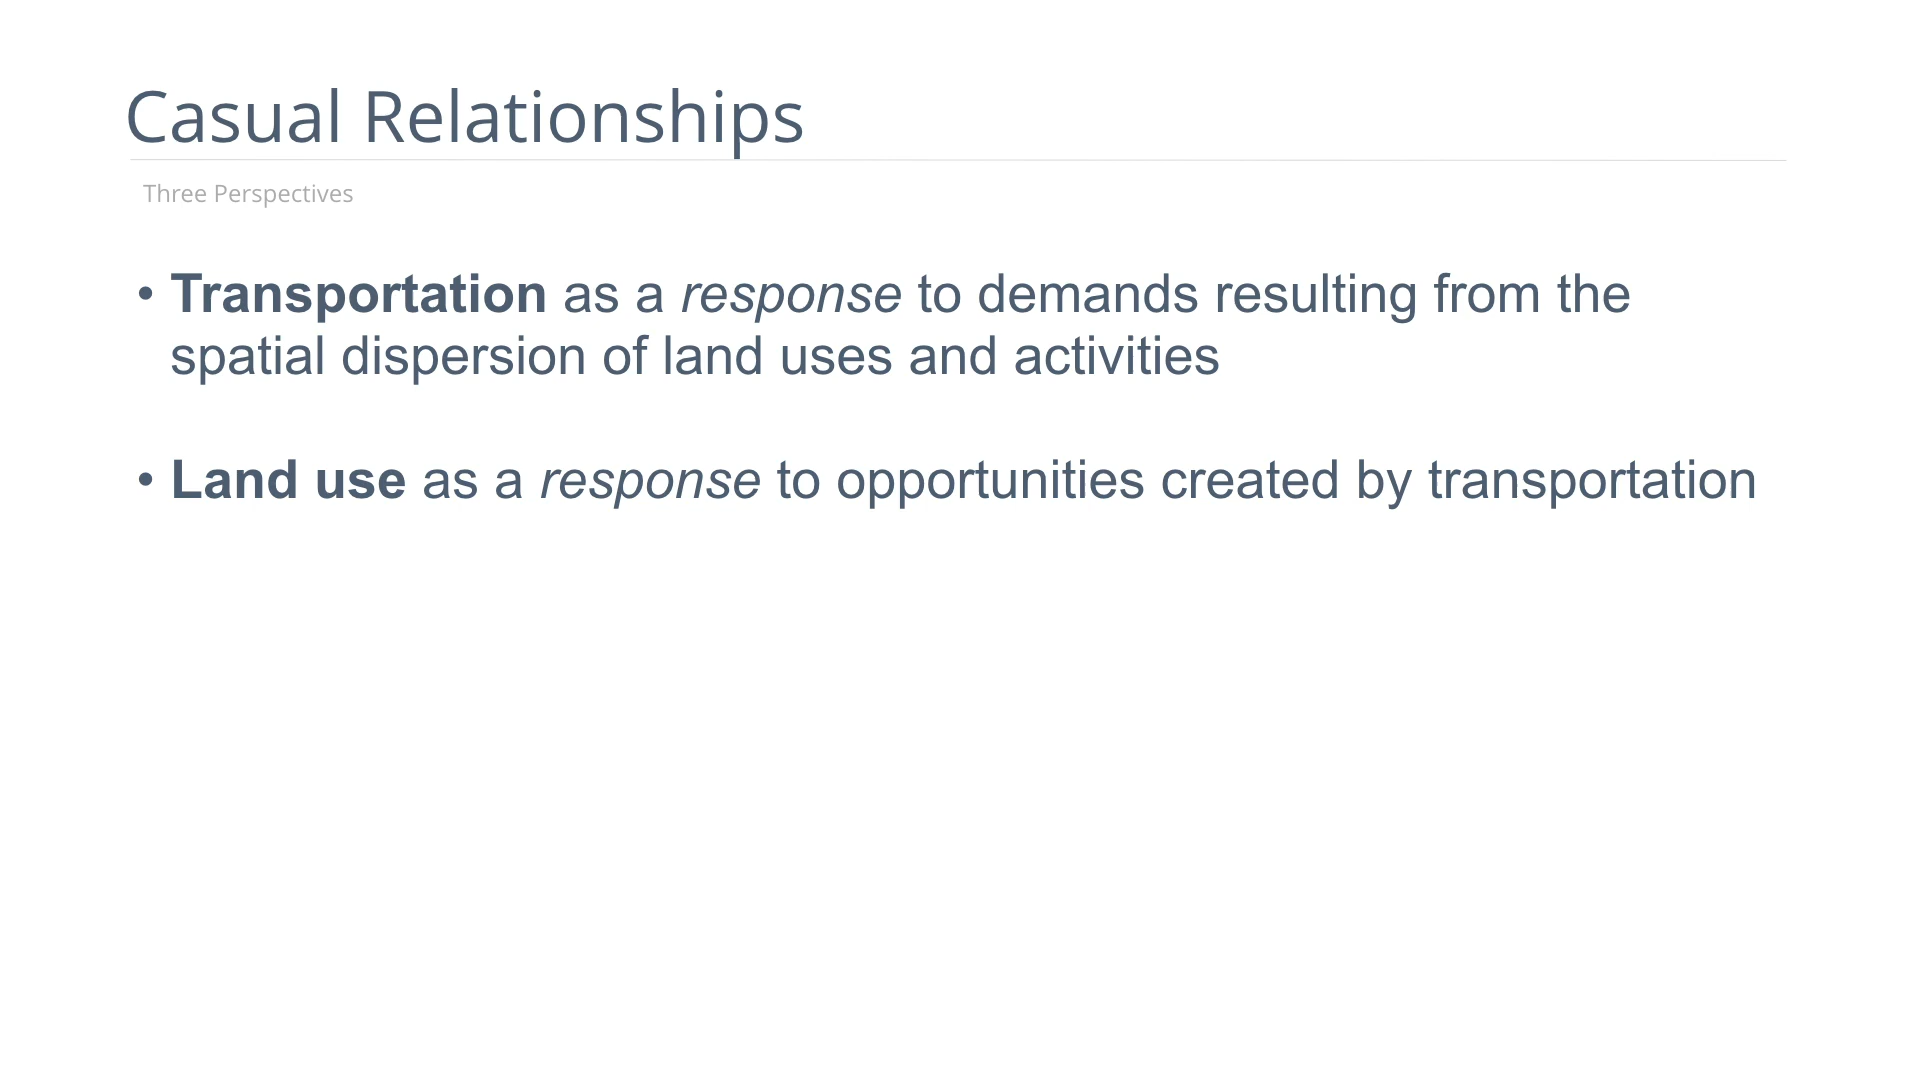 Casual Relationships
Three Perspectives
• Transportation as a response to demands resulting from the
spatial dispersion of land uses and activities
• Land use as a response to opportunities created by transportation